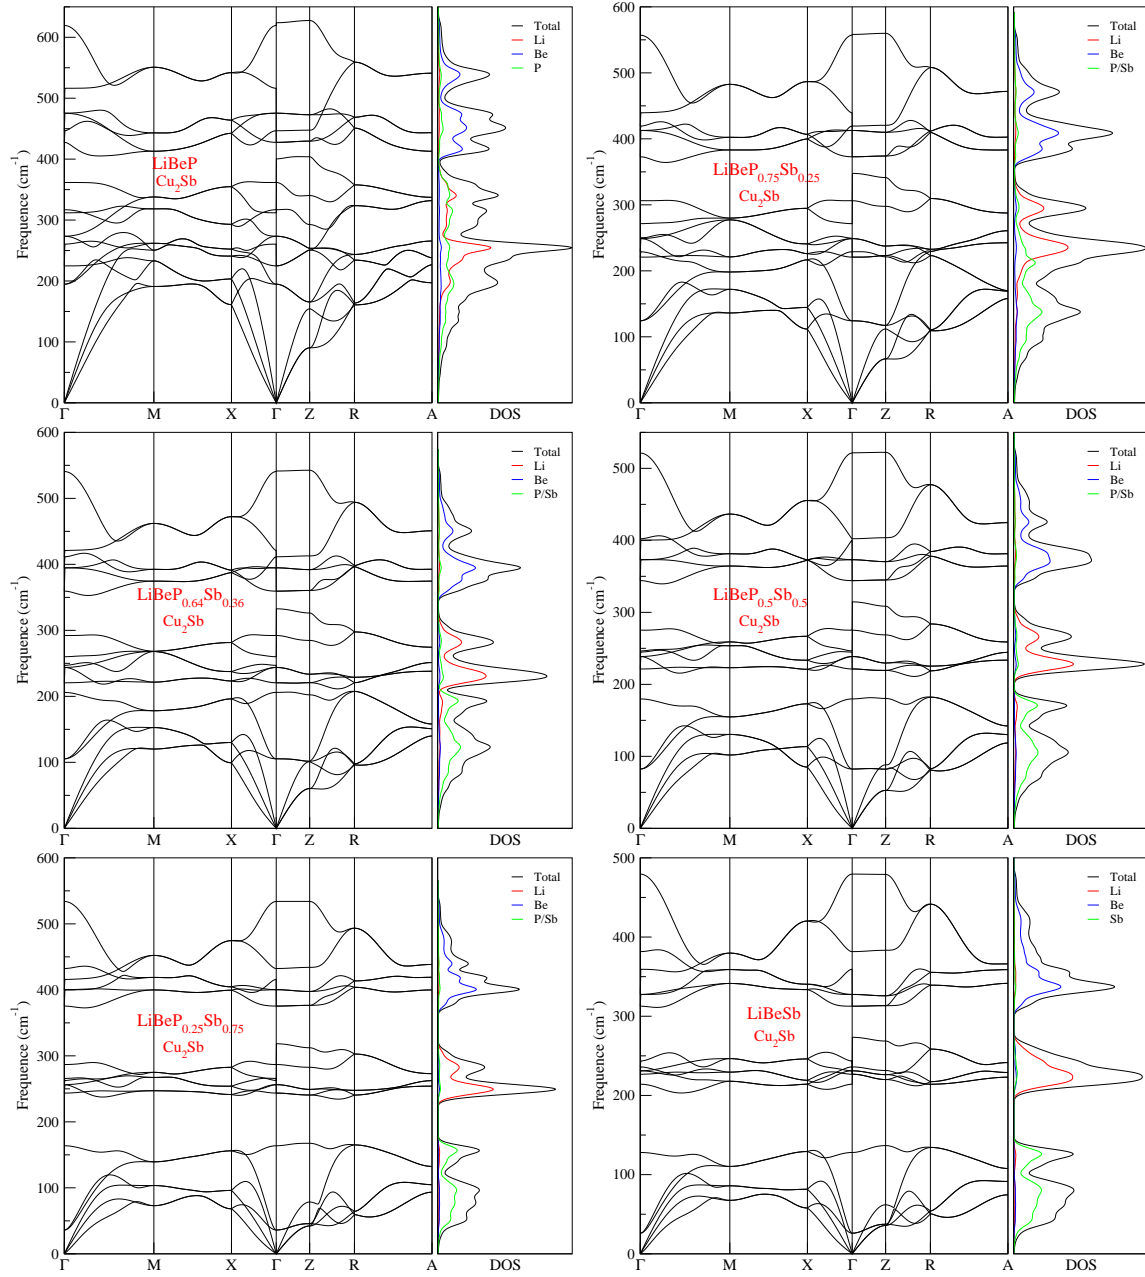 Frequence (cm⁻¹)
600
500
400
300
200
100
0
Γ M X Γ Z R A
DOS
LiBeP
Cu₂Sb
Total
Li
Be
P
Frequence (cm⁻¹)
600
500
400
300
200
100
0
Γ M X Γ Z R A
DOS
LiBeP₀.₇₅Sb₀.₂₅
Cu₂Sb
Total
Li
Be
P/Sb
Frequence (cm⁻¹)
600
500
400
300
200
100
0
Γ M X Γ Z R
DOS
LiBeP₀.₆₄Sb₀.₃₆
Cu₂Sb
Total
Li
Be
P/Sb
Frequence (cm⁻¹)
500
400
300
200
100
0
Γ M X Γ Z R A
DOS
LiBeP₀.₅Sb₀.₅
Cu₂Sb
Total
Li
Be
P/Sb
Frequence (cm⁻¹)
600
500
400
300
200
100
0
Γ M X Γ Z R A
DOS
LiBeP₀.₂₅Sb₀.₇₅
Cu₂Sb
Total
Li
Be
P/Sb
Frequence (cm⁻¹)
500
400
300
200
100
0
Γ M X Γ Z R A
DOS
LiBeSb
Cu₂Sb
Total
Li
Be
Sb